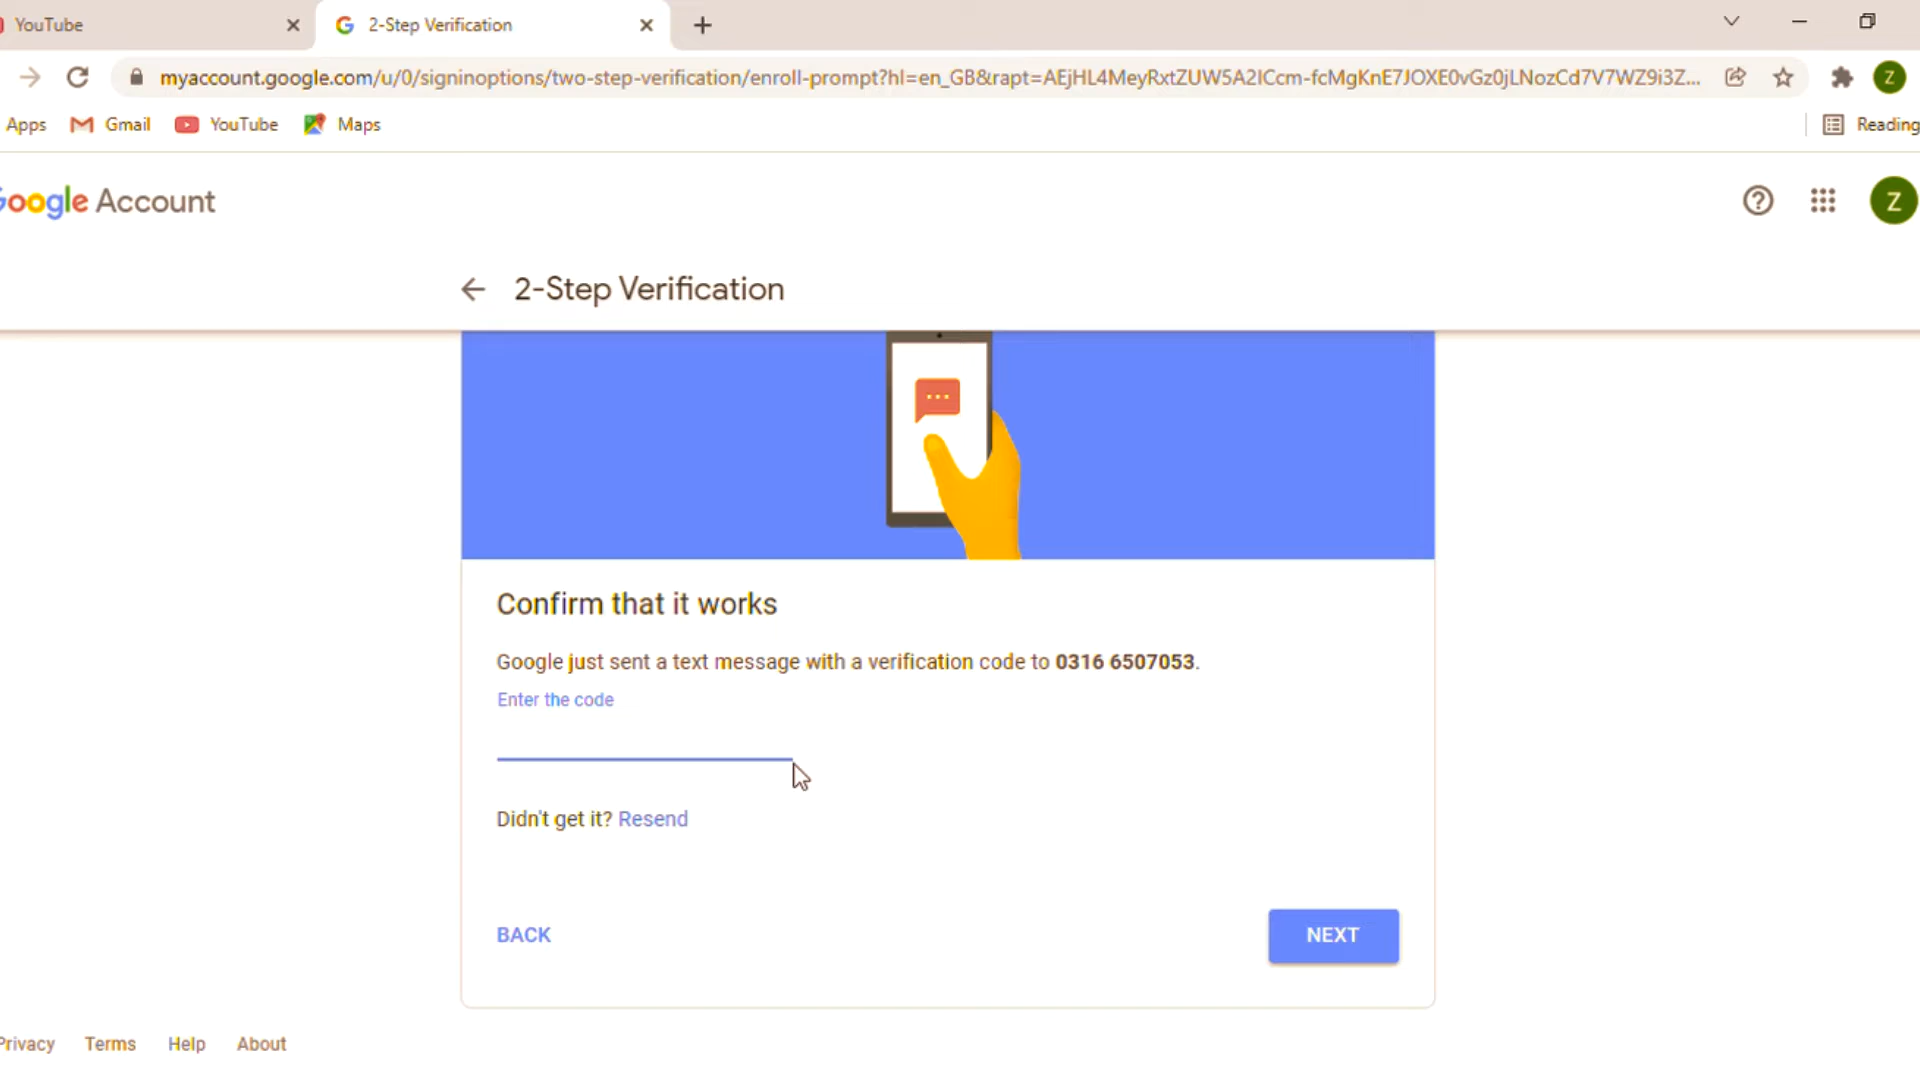 YouTube
2-Step Verification
myaccount.google.com/u/0/signinoptions/two-step-verification/enroll-prompt?hl=en_GB&rapt=AEjHL4MeyRxtZUW5A2ICcm-fcMgKnE7JOXE0vGz0jLNozCd7V7WZ9i3Z...
Z
Apps Gmail YouTube Maps Reading
Google Account
Z
2-Step Verification
Confirm that it works
Google just sent a text message with a verification code to 0316 6507053.
Enter the code
Didn't get it? Resend
BACK NEXT
Privacy Terms Help About